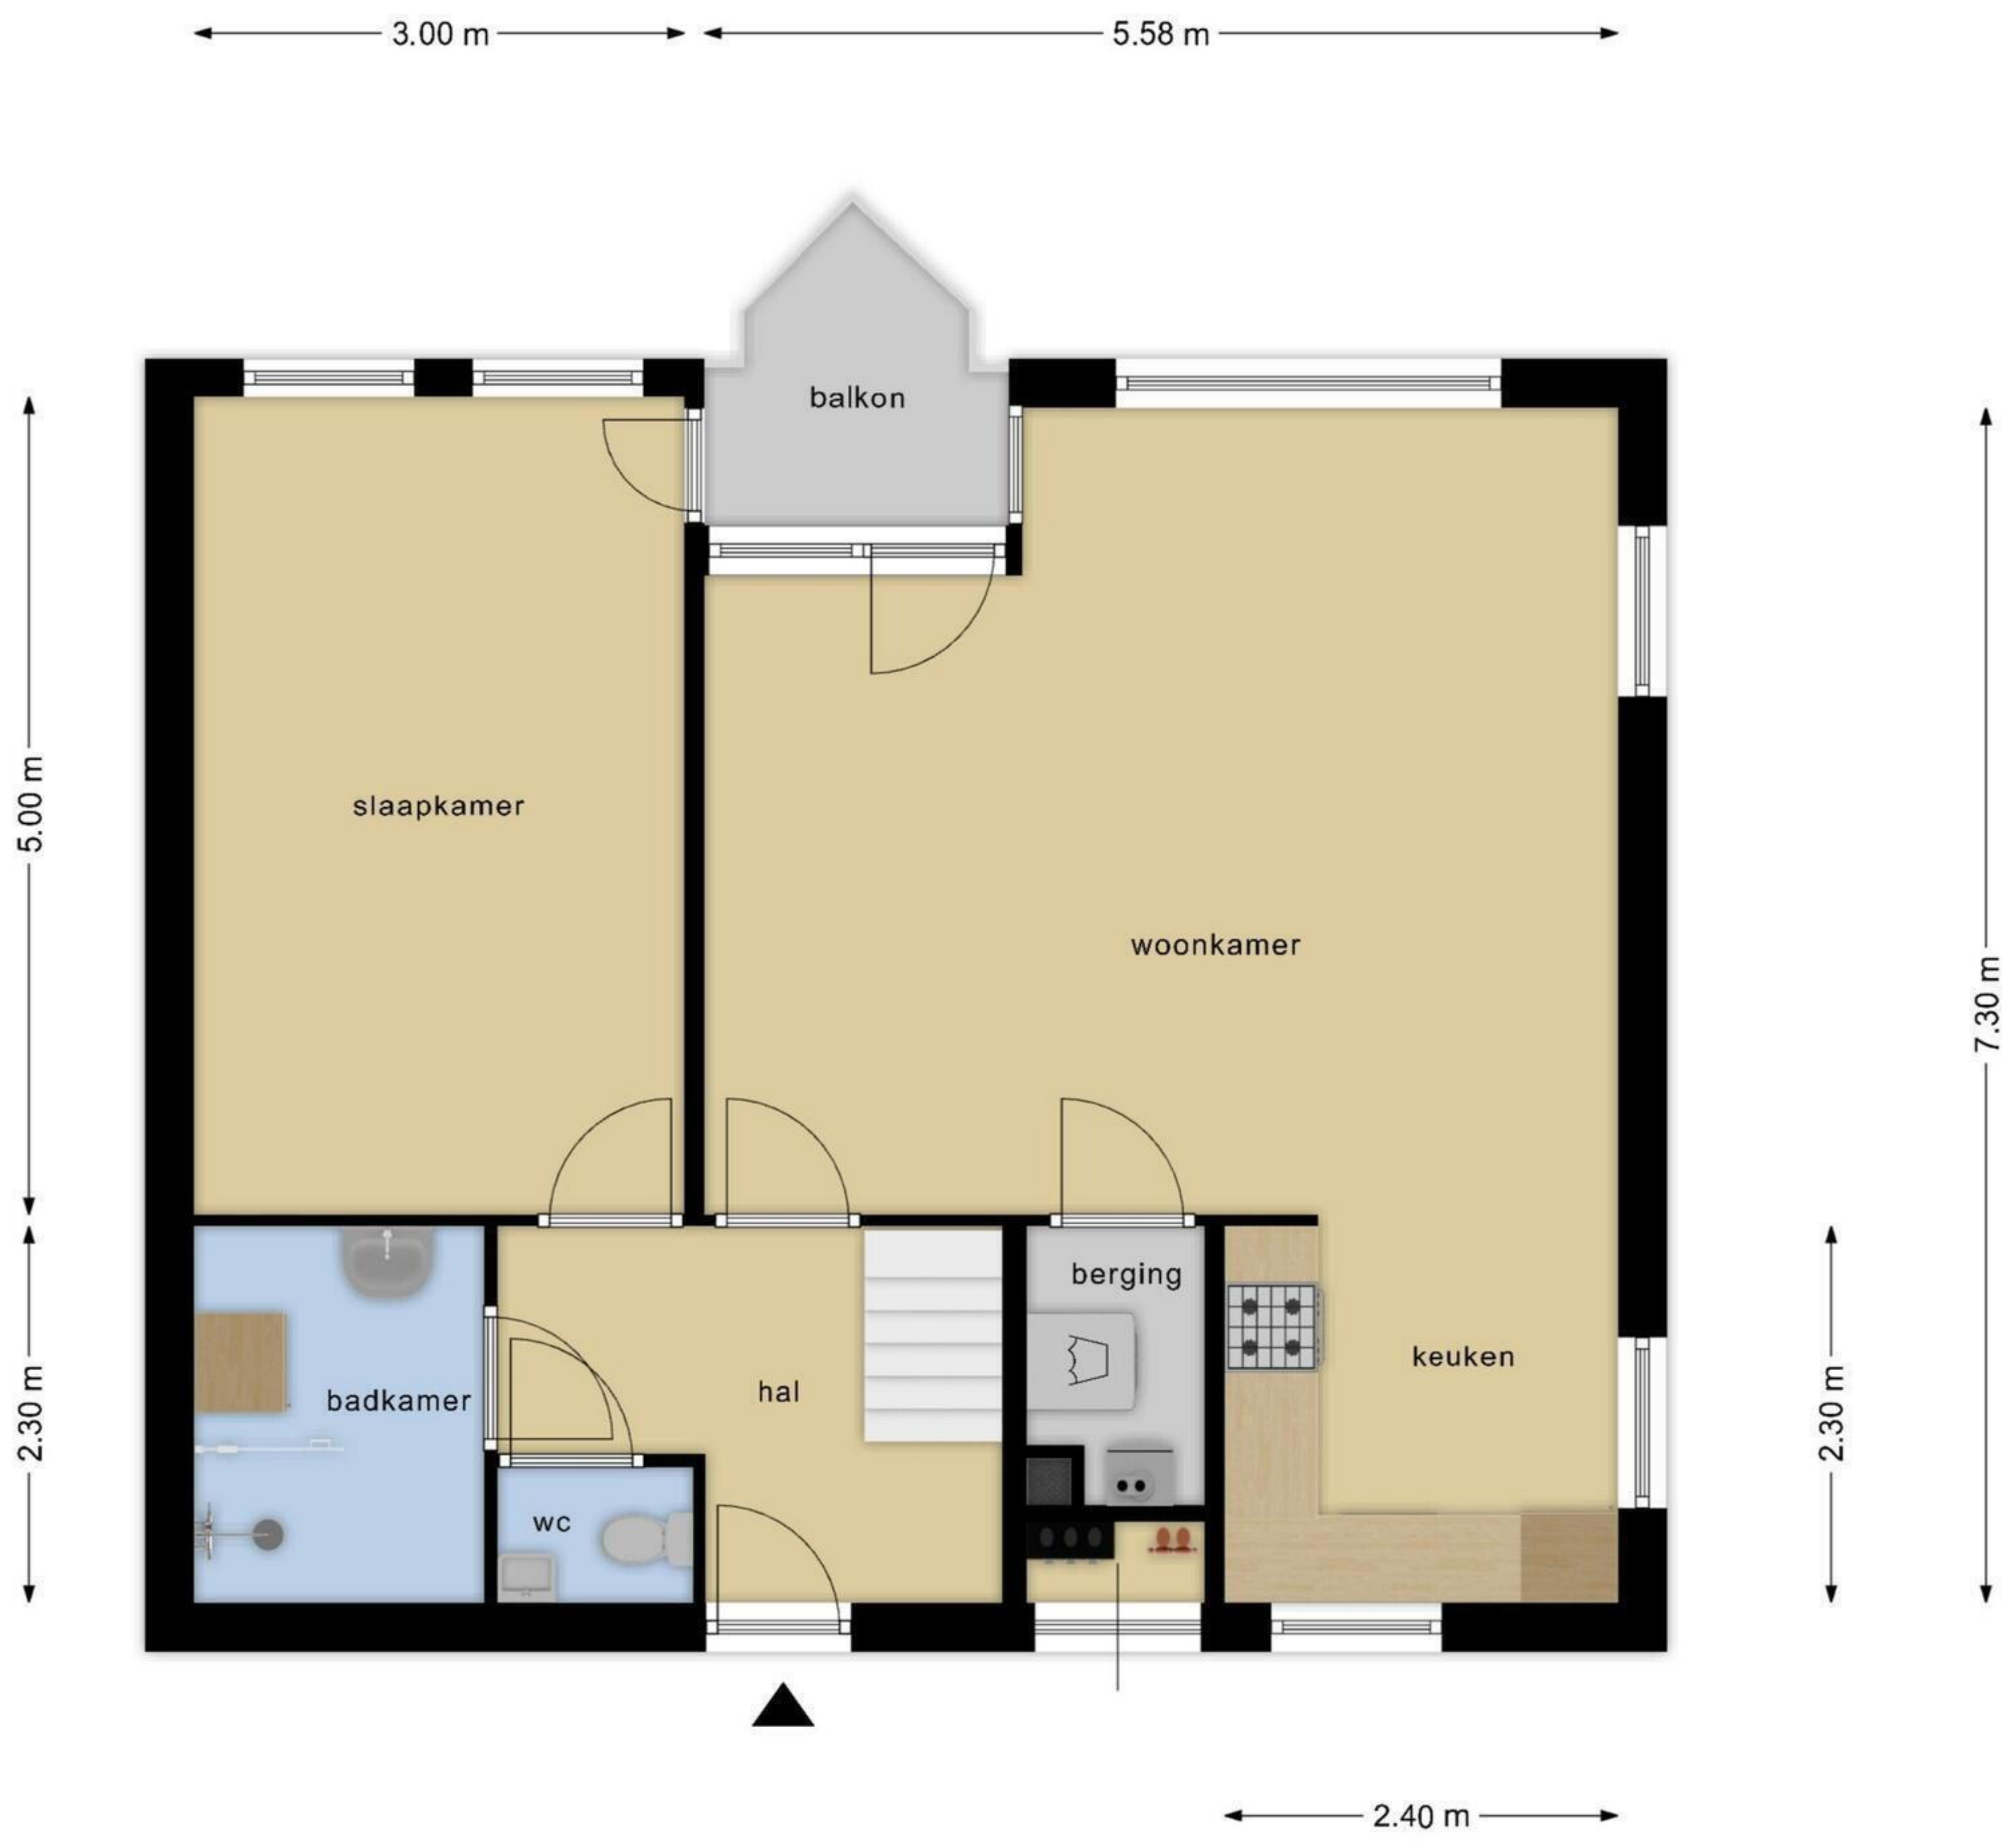 3.00 m
5.58 m
balkon
5.00 m
slaapkamer
woonkamer
7.30 m
berging
keuken
hal
badkamer
2.30 m
2.30 m
wc
2.40 m